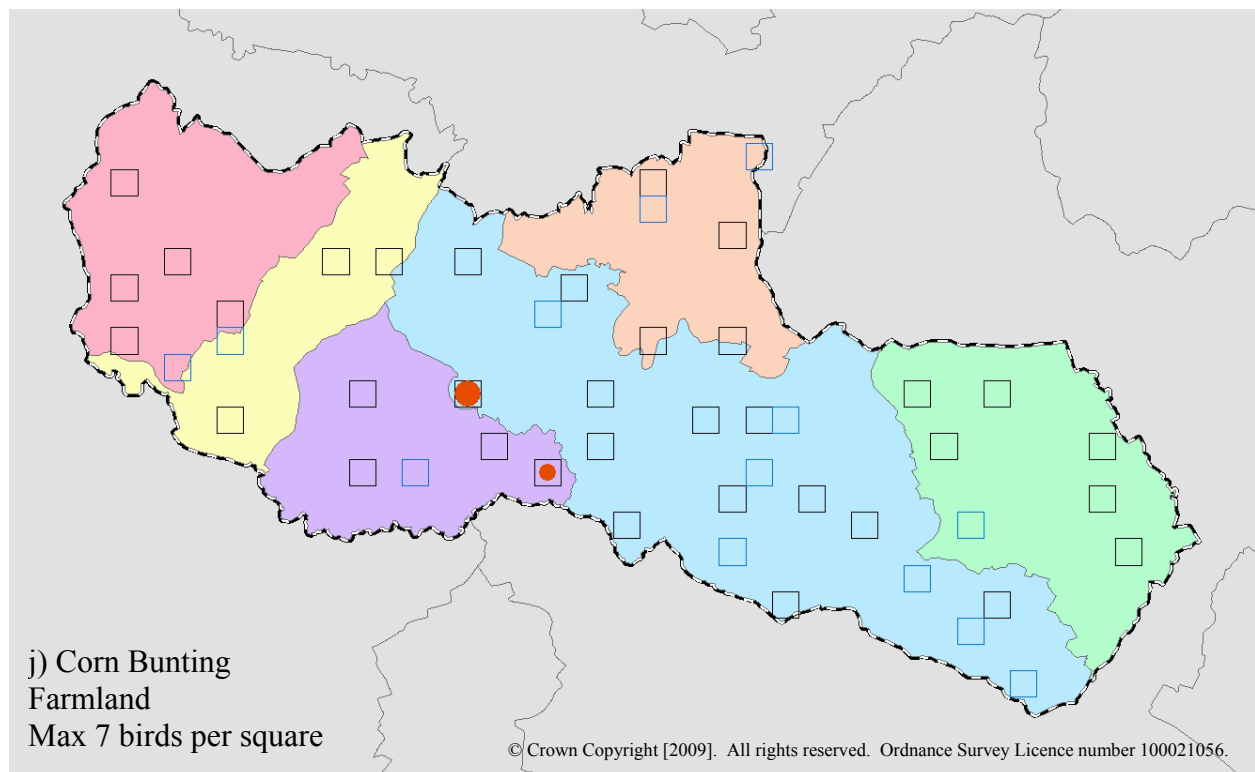 j) Corn Bunting
Farmland
Max 7 birds per square
© Crown Copyright [2009].  All rights reserved.  Ordnance Survey Licence number 100021056.